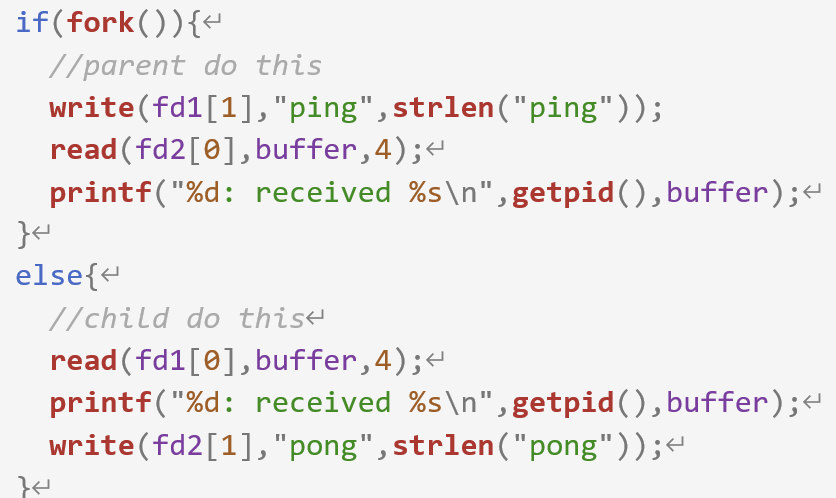 if(fork()){↵
//parent do this
write(fd1[1],"ping",strlen("ping"));
read(fd2[0],buffer,4);↵
printf("%d: received %s\n",getpid(),buffer);↵
}↵
else{↵
//child do this↵
read(fd1[0],buffer,4);↵
printf("%d: received %s\n",getpid(),buffer);↵
write(fd2[1],"pong",strlen("pong"));↵
}↵